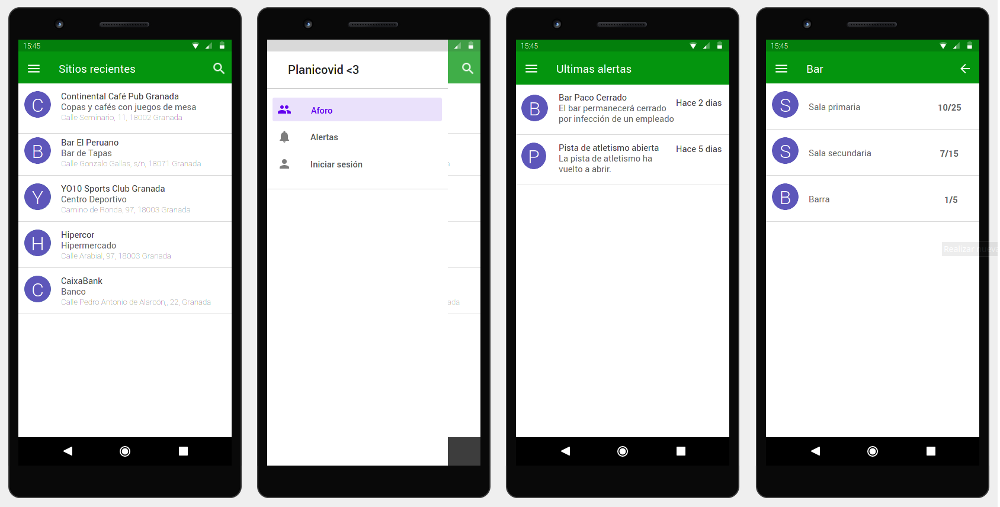 15:45
Sitios recientes
C
Continental Café Pub Granada
Copas y cafés con juegos de mesa
Calle Seminario, 11, 18002 Granada
B
Bar El Peruano
Bar de Tapas
Calle Gonzalo Gallas, s/n, 18071 Granada
Y
YO10 Sports Club Granada
Centro Deportivo
Camino de Ronda, 97, 18003 Granada
H
Hipercor
Hipermercado
Calle Arabial, 97, 18003 Granada
C
CaixaBank
Banco
Calle Pedro Antonio de Alarcón,, 22, Granada
Planicovid <3
Aforo
Alertas
Iniciar sesión
a
ada
15:45
Ultimas alertas
B
Bar Paco Cerrado
Hace 2 dias
El bar permanecerá cerrado
por infección de un empleado
P
Pista de atletismo abierta
Hace 5 dias
La pista de atletismo ha
vuelto a abrir.
15:45
Bar
S
Sala primaria
10/25
S
Sala secundaria
7/15
B
Barra
1/5
Realizar nueva